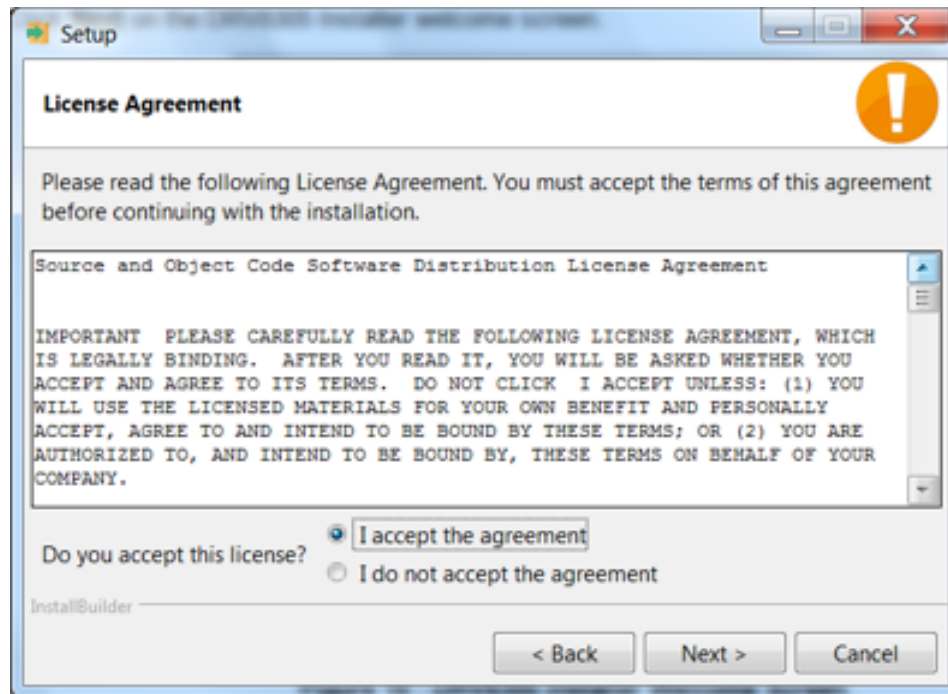 on the Installer welcome screen.
Setup
License Agreement
Please read the following License Agreement. You must accept the terms of this agreement
before continuing with the installation.
Source and Object Code Software Distribution License Agreement
IMPORTANT  PLEASE CAREFULLY READ THE FOLLOWING LICENSE AGREEMENT, WHICH
IS LEGALLY BINDING.  AFTER YOU READ IT, YOU WILL BE ASKED WHETHER YOU
ACCEPT AND AGREE TO ITS TERMS.  DO NOT CLICK  I ACCEPT UNLESS: (1) YOU
WILL USE THE LICENSED MATERIALS FOR YOUR OWN BENEFIT AND PERSONALLY
ACCEPT, AGREE TO AND INTEND TO BE BOUND BY THESE TERMS; OR (2) YOU ARE
AUTHORIZED TO, AND INTEND TO BE BOUND BY, THESE TERMS ON BEHALF OF YOUR
COMPANY.
Do you accept this license?
I accept the agreement
I do not accept the agreement
InstallBuilder
< Back
Next >
Cancel